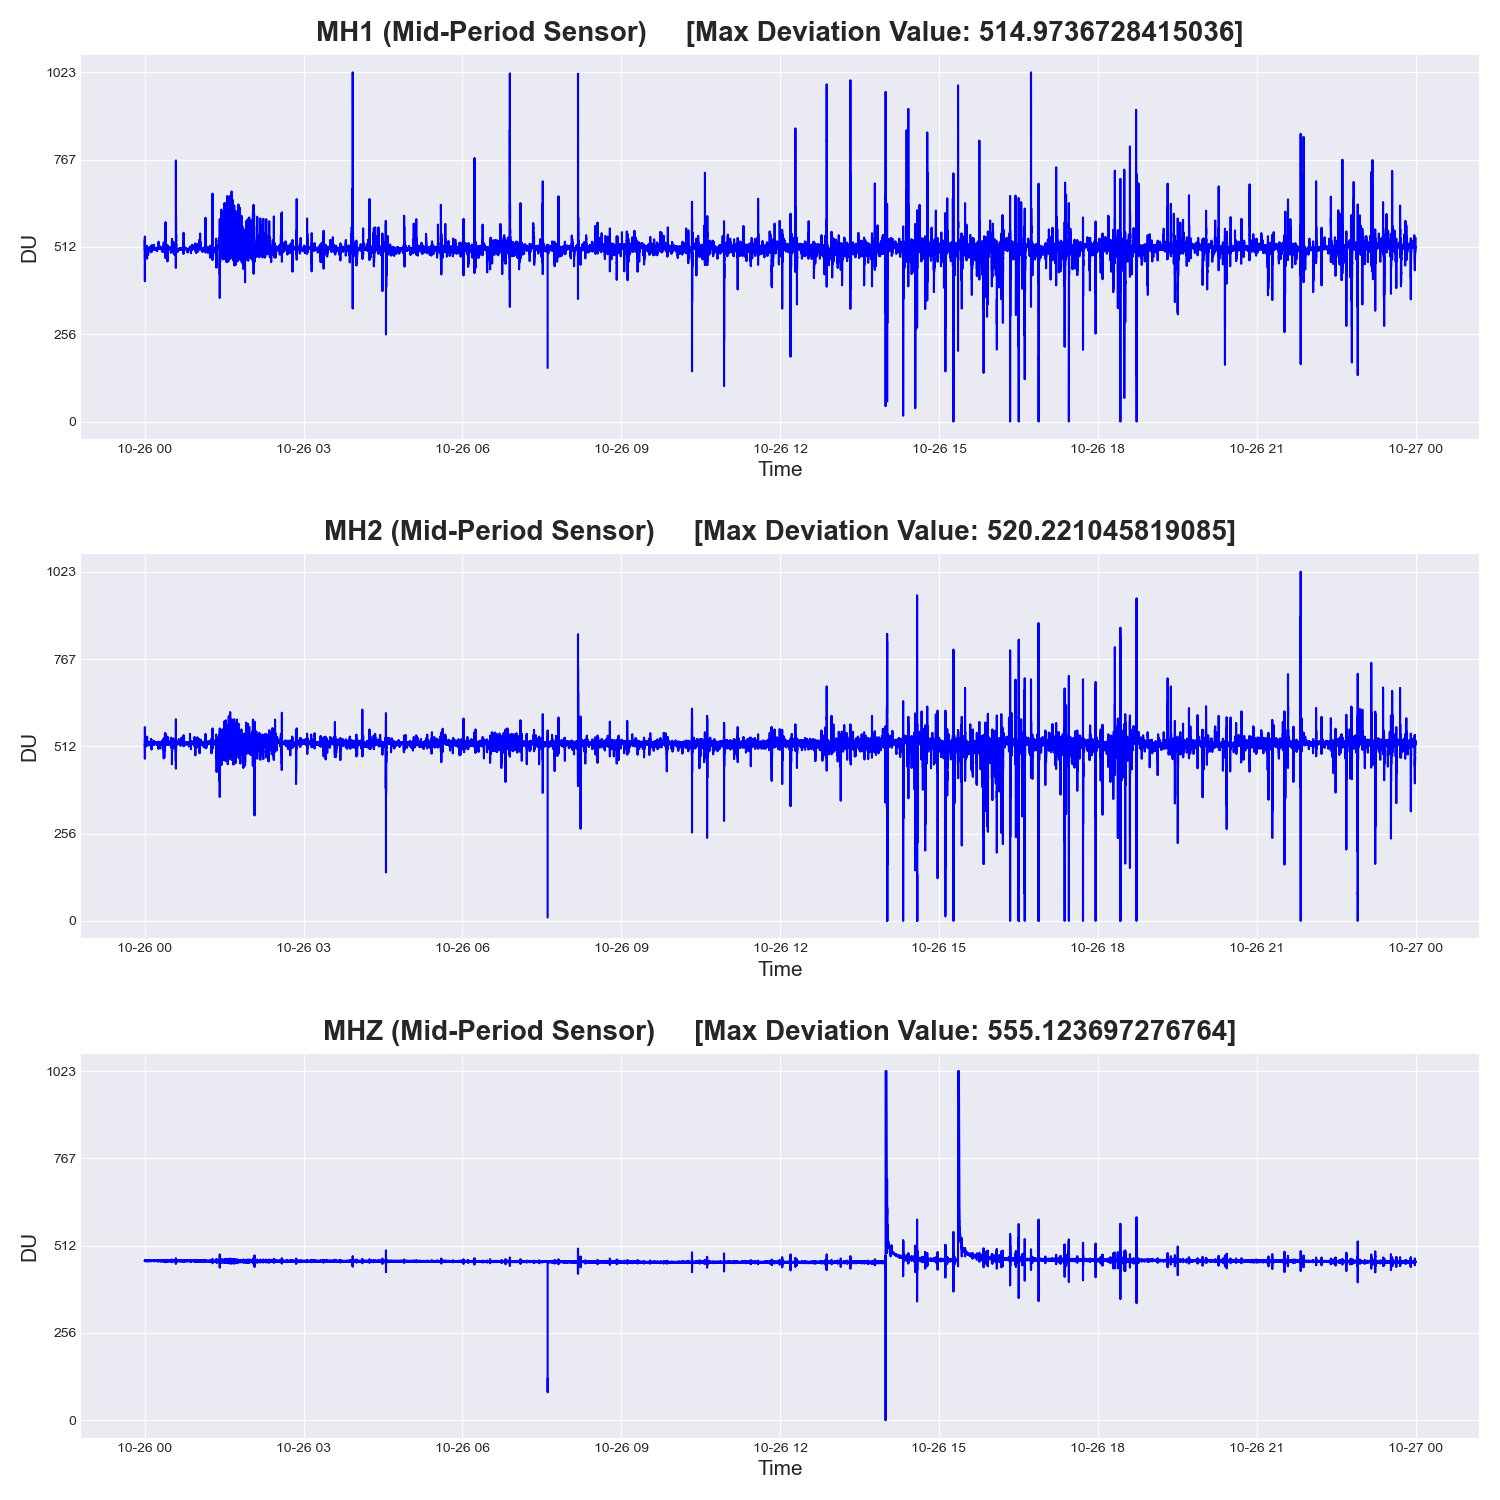 MH1 (Mid-Period Sensor) [Max Deviation Value: 514.9736728415036]
1023
767
512
256
0
DU
10-26 00 10-26 03 10-26 06 10-26 09 10-26 12 10-26 15 10-26 18 10-26 21 10-27 00
Time
MH2 (Mid-Period Sensor) [Max Deviation Value: 520.221045819085]
1023
767
512
256
0
DU
10-26 00 10-26 03 10-26 06 10-26 09 10-26 12 10-26 15 10-26 18 10-26 21 10-27 00
Time
MHZ (Mid-Period Sensor) [Max Deviation Value: 555.123697276764]
1023
767
512
256
0
DU
10-26 00 10-26 03 10-26 06 10-26 09 10-26 12 10-26 15 10-26 18 10-26 21 10-27 00
Time